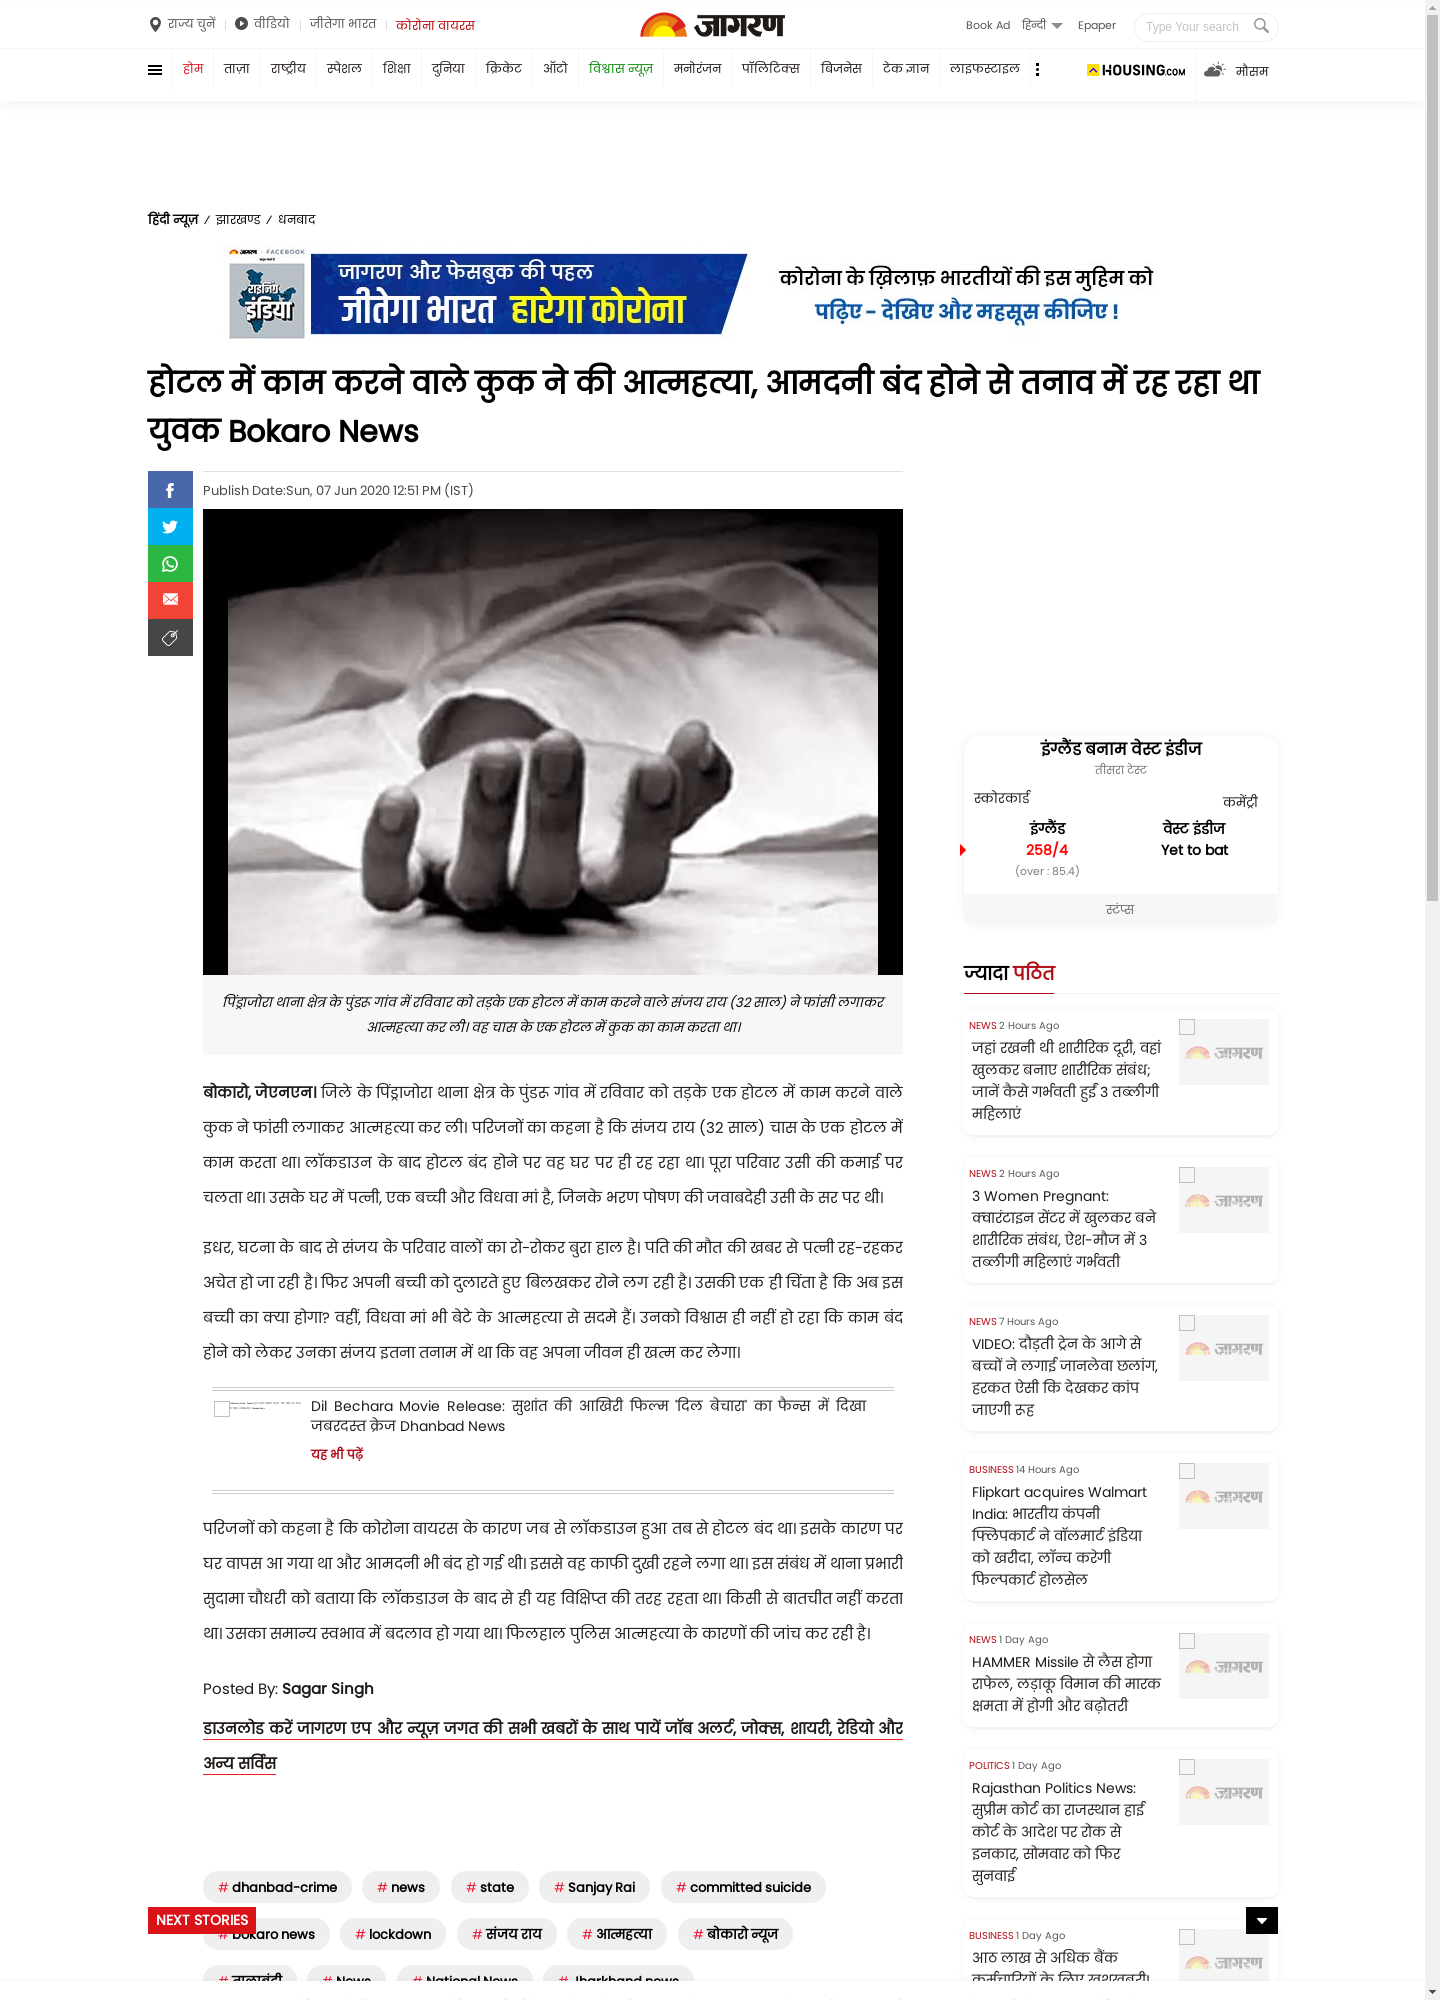 राज्य चुनें
वीडियो
जीतेगा भारत
कोरोना वायरस
जागरण
Book Ad
हिन्दी
Epaper
Type Your search
होम
ताज़ा
राष्ट्रीय
स्पेशल
शिक्षा
दुनिया
क्रिकेट
ऑटो
विश्वास न्यूज़
मनोरंजन
पॉलिटिक्स
बिजनेस
टेक ज्ञान
लाइफस्टाइल
HOUSING.COM
मौसम
हिंदी न्यूज़ / झारखण्ड / धनबाद
जागरण FACEBOOK
राइजिंग
इंडिया
जागरण और फेसबुक की पहल
जीतेगा भारत हारेगा कोरोना
कोरोना के ख़िलाफ़ भारतीयों की इस मुहिम को
पढ़िए - देखिए और महसूस कीजिए !
होटल में काम करने वाले कुक ने की आत्महत्या, आमदनी बंद होने से तनाव में रह रहा था
युवक Bokaro News
Publish Date:Sun, 07 Jun 2020 12:51 PM (IST)
पिंड्राजोरा थाना क्षेत्र के पुंडरू गांव में रविवार को तड़के एक होटल में काम करने वाले संजय राय (32 साल) ने फांसी लगाकर
आत्महत्या कर ली। वह चास के एक होटल में कुक का काम करता था।
बोकारो, जेएनएन। जिले के पिंड्राजोरा थाना क्षेत्र के पुंडरू गांव में रविवार को तड़के एक होटल में काम करने वाले
कुक ने फांसी लगाकर आत्महत्या कर ली। परिजनों का कहना है कि संजय राय (32 साल) चास के एक होटल में
काम करता था। लॉकडाउन के बाद होटल बंद होने पर वह घर पर ही रह रहा था। पूरा परिवार उसी की कमाई पर
चलता था। उसके घर में पत्नी, एक बच्ची और विधवा मां है, जिनके भरण पोषण की जवाबदेही उसी के सर पर थी।
इधर, घटना के बाद से संजय के परिवार वालों का रो-रोकर बुरा हाल है। पति की मौत की खबर से पत्नी रह-रहकर
अचेत हो जा रही है। फिर अपनी बच्ची को दुलारते हुए बिलखकर रोने लग रही है। उसकी एक ही चिंता है कि अब इस
बच्ची का क्या होगा? वहीं, विधवा मां भी बेटे के आत्महत्या से सदमे हैं। उनको विश्वास ही नहीं हो रहा कि काम बंद
होने को लेकर उनका संजय इतना तनाम में था कि वह अपना जीवन ही खत्म कर लेगा।
Dil Bechara Movie Release: सुशांत की आखिरी फिल्म 'दिल बेचारा' का फैन्स में दिखा
जबरदस्त क्रेज Dhanbad News
यह भी पढ़ें
परिजनों को कहना है कि कोरोना वायरस के कारण जब से लॉकडाउन हुआ तब से होटल बंद था। इसके कारण पर
घर वापस आ गया था और आमदनी भी बंद हो गई थी। इससे वह काफी दुखी रहने लगा था। इस संबंध में थाना प्रभारी
सुदामा चौधरी को बताया कि लॉकडाउन के बाद से ही यह विक्षिप्त की तरह रहता था। किसी से बातचीत नहीं करता
था। उसका समान्य स्वभाव में बदलाव हो गया था। फिलहाल पुलिस आत्महत्या के कारणों की जांच कर रही है।
Posted By: Sagar Singh
डाउनलोड करें जागरण एप और न्यूज़ जगत की सभी खबरों के साथ पायें जॉब अलर्ट, जोक्स, शायरी, रेडियो और
अन्य सर्विस
# dhanbad-crime
# news
# state
# Sanjay Rai
# committed suicide
NEXT STORIES
# bokaro news
# lockdown
# संजय राय
# आत्महत्या
# बोकारो न्यूज
# तालाबंदी
# News
# National News
# Jharkhand news
इंग्लैंड बनाम वेस्ट इंडीज
तीसरा टेस्ट
स्कोरकार्ड
कमेंट्री
इंग्लैंड
वेस्ट इंडीज
258/4
Yet to bat
(over : 85.4)
स्टंप्स
ज्यादा पठित
NEWS 2 Hours Ago
जहां रखनी थी शारीरिक दूरी, वहां
खुलकर बनाए शारीरिक संबंध;
जानें कैसे गर्भवती हुईं 3 तब्लीगी
महिलाएं
जागरण
NEWS 2 Hours Ago
3 Women Pregnant:
क्वारंटाइन सेंटर में खुलकर बने
शारीरिक संबंध, ऐश-मौज में 3
तब्लीगी महिलाएं गर्भवती
जागरण
NEWS 7 Hours Ago
VIDEO: दौड़ती ट्रेन के आगे से
बच्चों ने लगाई जानलेवा छलांग,
हरकत ऐसी कि देखकर कांप
जाएगी रूह
जागरण
BUSINESS 14 Hours Ago
Flipkart acquires Walmart
India: भारतीय कंपनी
फ्लिपकार्ट ने वॉलमार्ट इंडिया
को खरीदा, लॉन्च करेगी
फिल्पकार्ट होलसेल
जागरण
NEWS 1 Day Ago
HAMMER Missile से लैस होगा
राफेल, लड़ाकू विमान की मारक
क्षमता में होगी और बढ़ोतरी
जागरण
POLITICS 1 Day Ago
Rajasthan Politics News:
सुप्रीम कोर्ट का राजस्थान हाई
कोर्ट के आदेश पर रोक से
इनकार, सोमवार को फिर
सुनवाई
जागरण
BUSINESS 1 Day Ago
आठ लाख से अधिक बैंक
कर्मचारियों के लिए खुशखबरी।
जागरण